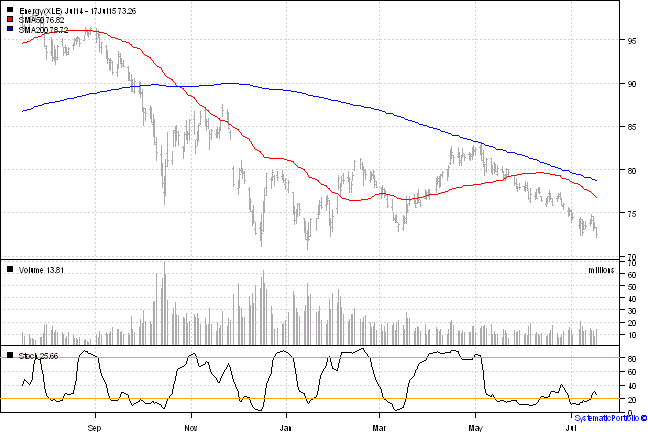 Energy(XLE) Jul14 - 17Jul15 73.26
SMA50 76.82
SMA200 78.72
95
90
85
80
75
70
Volume 13.81
millions
70
60
50
40
30
20
10
Stoch 25.66
80
60
40
20
0
Sep Nov Jan Mar May Jul
SystematicPortfolio ©